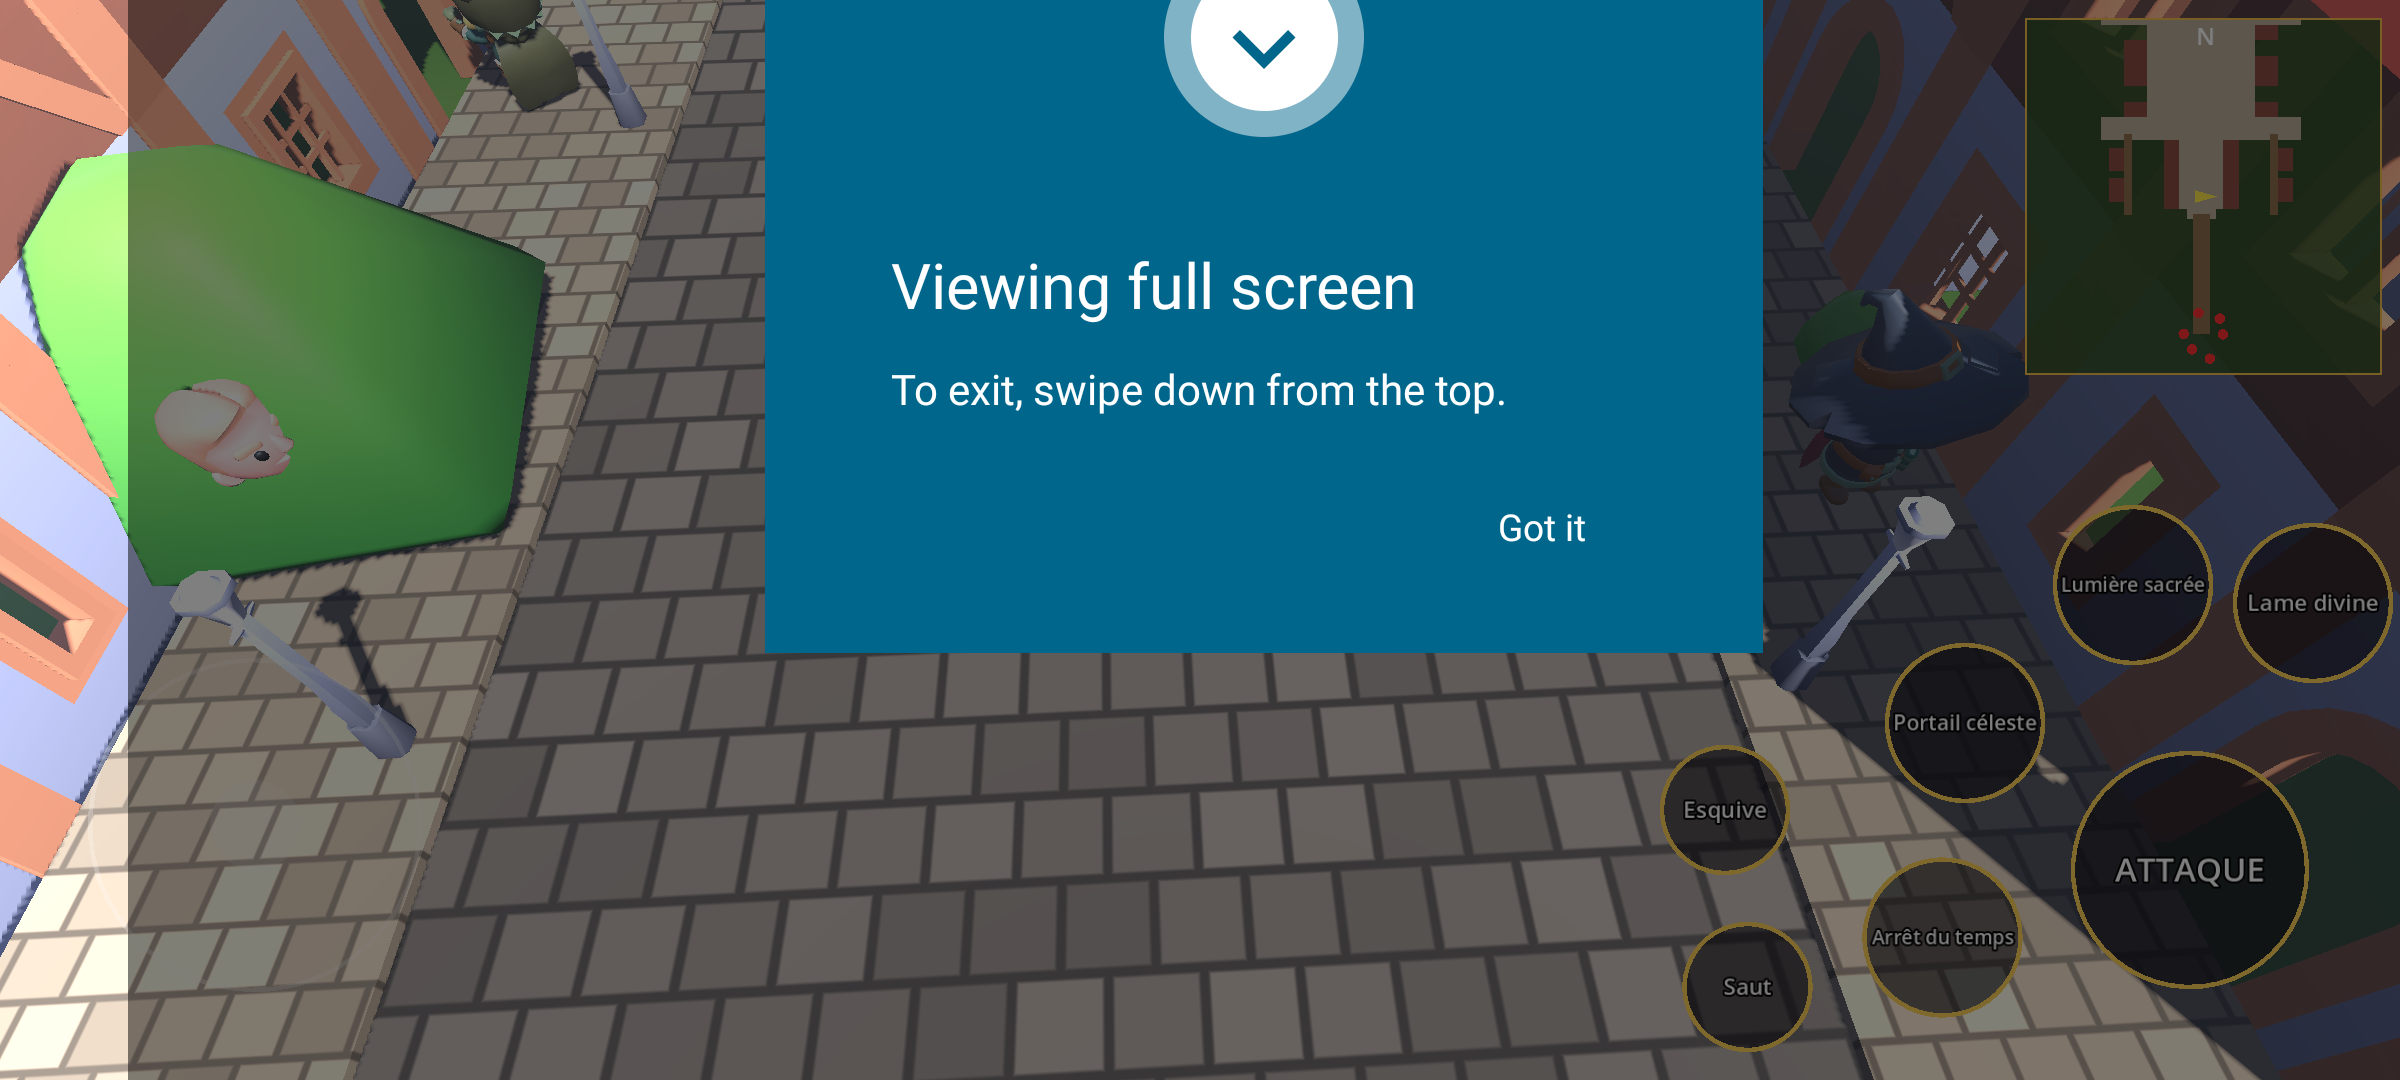 N
Viewing full screen
To exit, swipe down from the top.
Got it
Lumière sacrée
Lame divine
Portail céleste
Esquive
ATTAQUE
Arrêt du temps
Saut